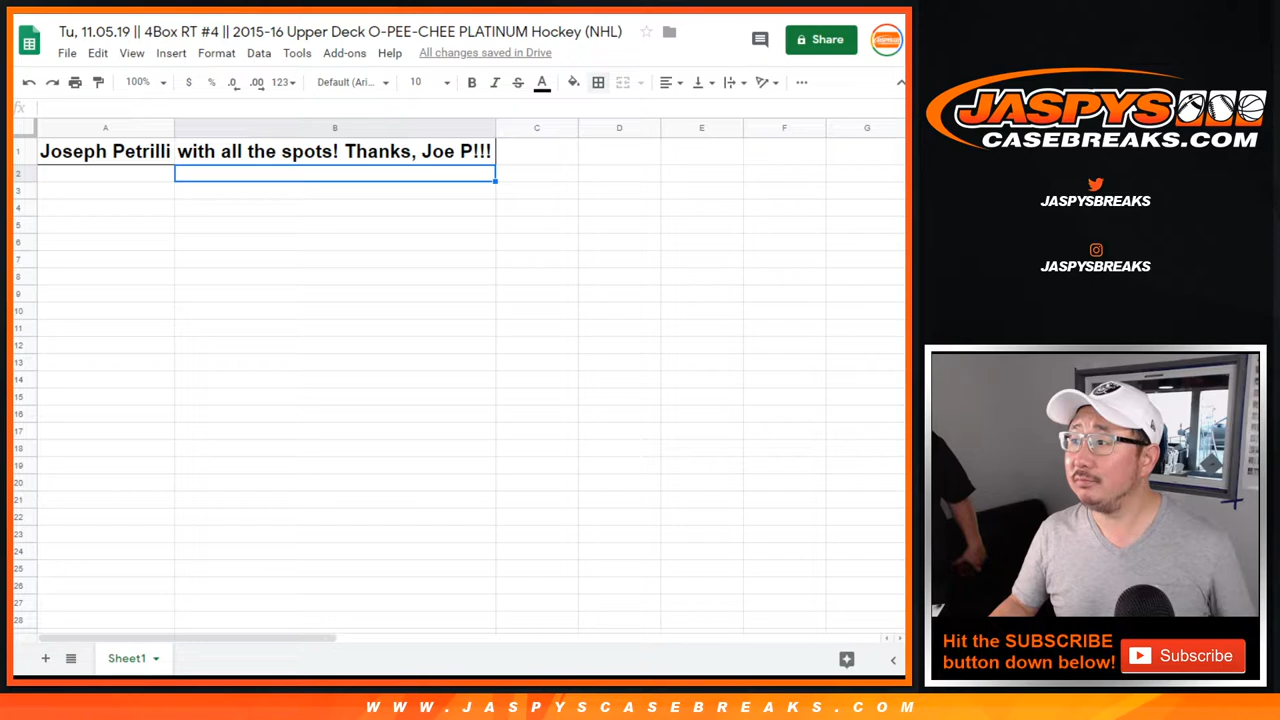 Tu, 11.05.19 || 4Box RT #4 || 2015-16 Upper Deck O-PEE-CHEE PLATINUM Hockey (NHL)
File Edit View Insert Format Data Tools Add-ons Help All changes saved in Drive
Share
100% $ % .0 .00 123 Default (Ari... 10 B I S A
fx
A B C D E F G
1 Joseph Petrilli with all the spots! Thanks, Joe P!!!
2
3
4
5
6
7
8
9
10
11
12
13
14
15
16
17
18
19
20
21
22
23
24
25
26
27
28
Sheet1
JASPYS
CASEBREAKS.COM
JASPYSBREAKS
JASPYSBREAKS
Hit the SUBSCRIBE
button down below!
Subscribe
WWW.JASPYSCASEBREAKS.COM